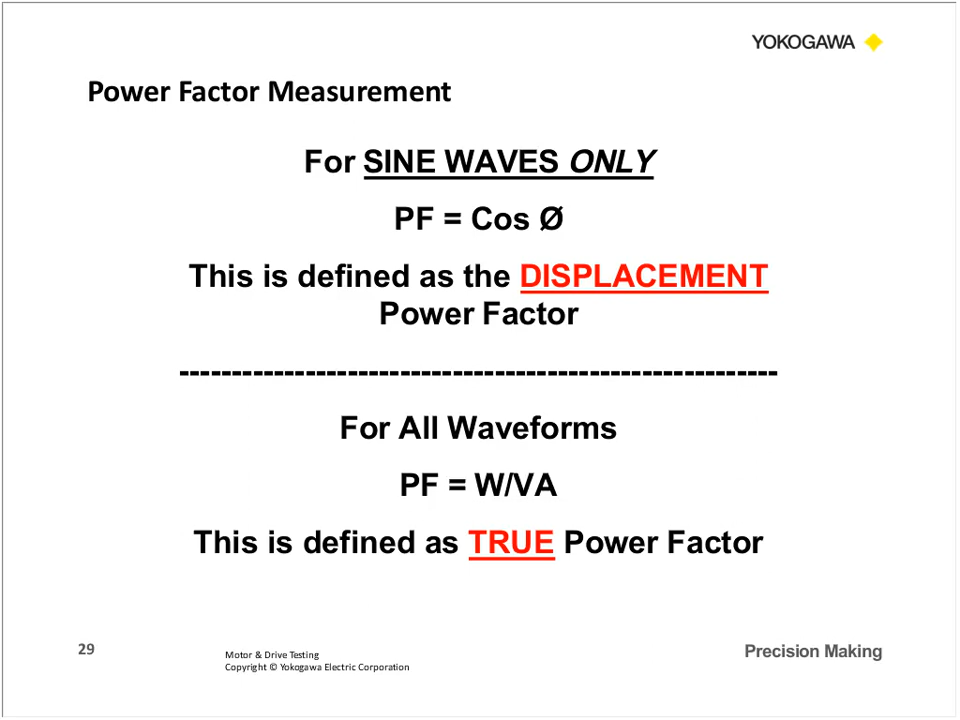 YOKOGAWA
Power Factor Measurement
For SINE WAVES ONLY
PF = Cos Ø
This is defined as the DISPLACEMENT
Power Factor
---------------------------------------------------------
For All Waveforms
PF = W/VA
This is defined as TRUE Power Factor
29
Motor & Drive Testing
Copyright © Yokogawa Electric Corporation
Precision Making